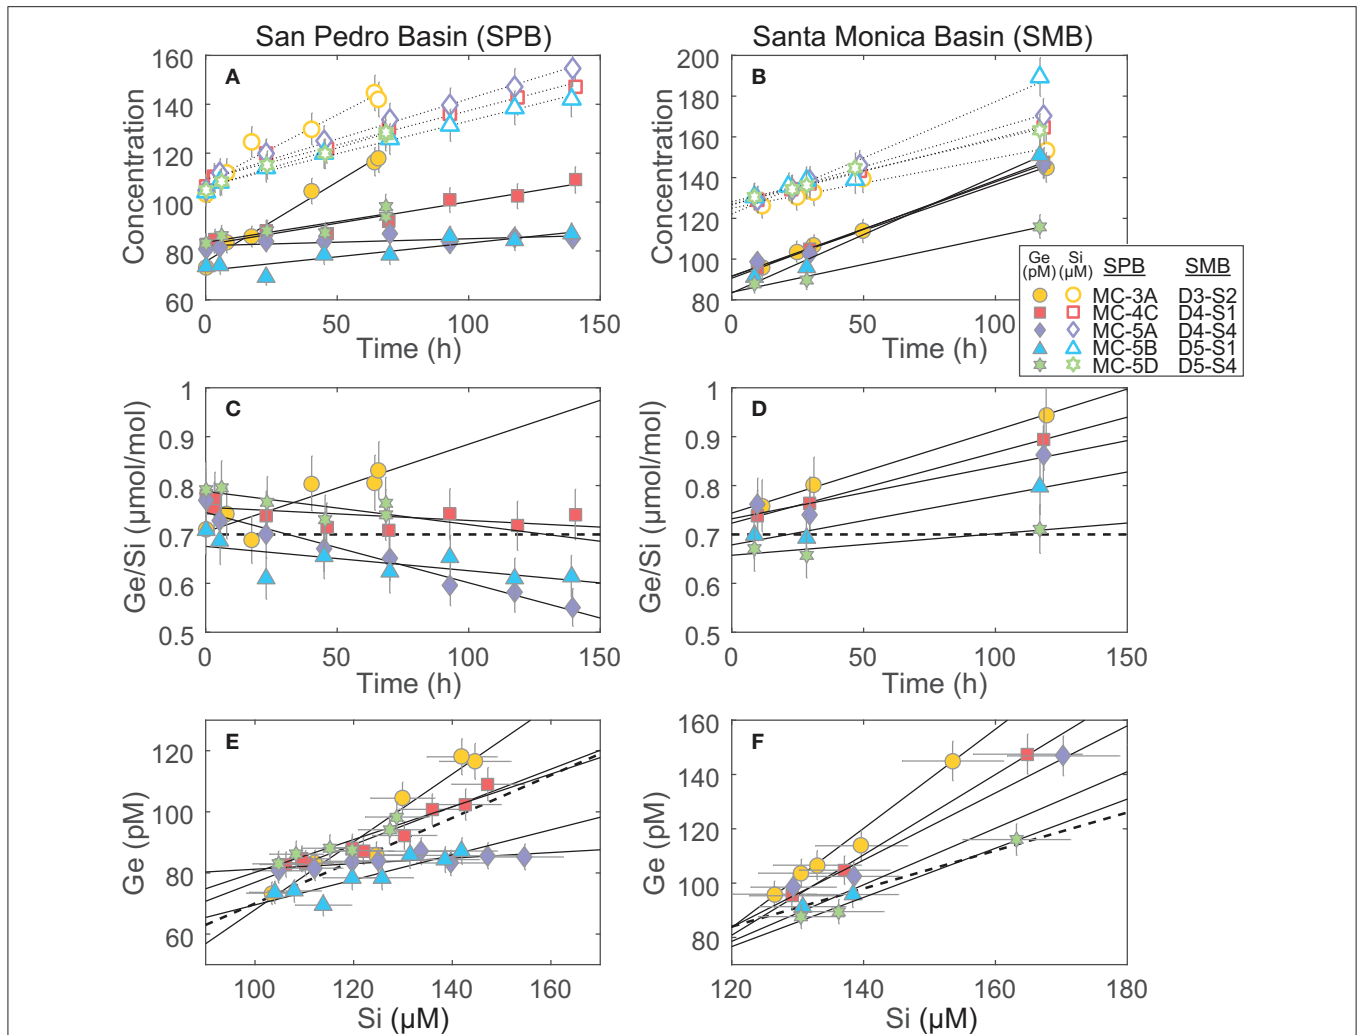 San Pedro Basin (SPB)
Santa Monica Basin (SMB)
A
Concentration
160
140
120
100
80
60
0
50
100
150
Time (h)
B
Concentration
200
180
160
140
120
100
80
0
50
100
Time (h)
Ge (pM) Si (µM) SPB SMB
MC-3A D3-S2
MC-4C D4-S1
MC-5A D4-S4
MC-5B D5-S1
MC-5D D5-S4
C
Ge/Si (µmol/mol)
1
0.9
0.8
0.7
0.6
0.5
0
50
100
150
Time (h)
D
Ge/Si (µmol/mol)
1
0.9
0.8
0.7
0.6
0.5
0
50
100
150
Time (h)
E
Ge (pM)
120
100
80
60
100
120
140
160
Si (µM)
F
Ge (pM)
160
140
120
100
80
120
140
160
180
Si (µM)